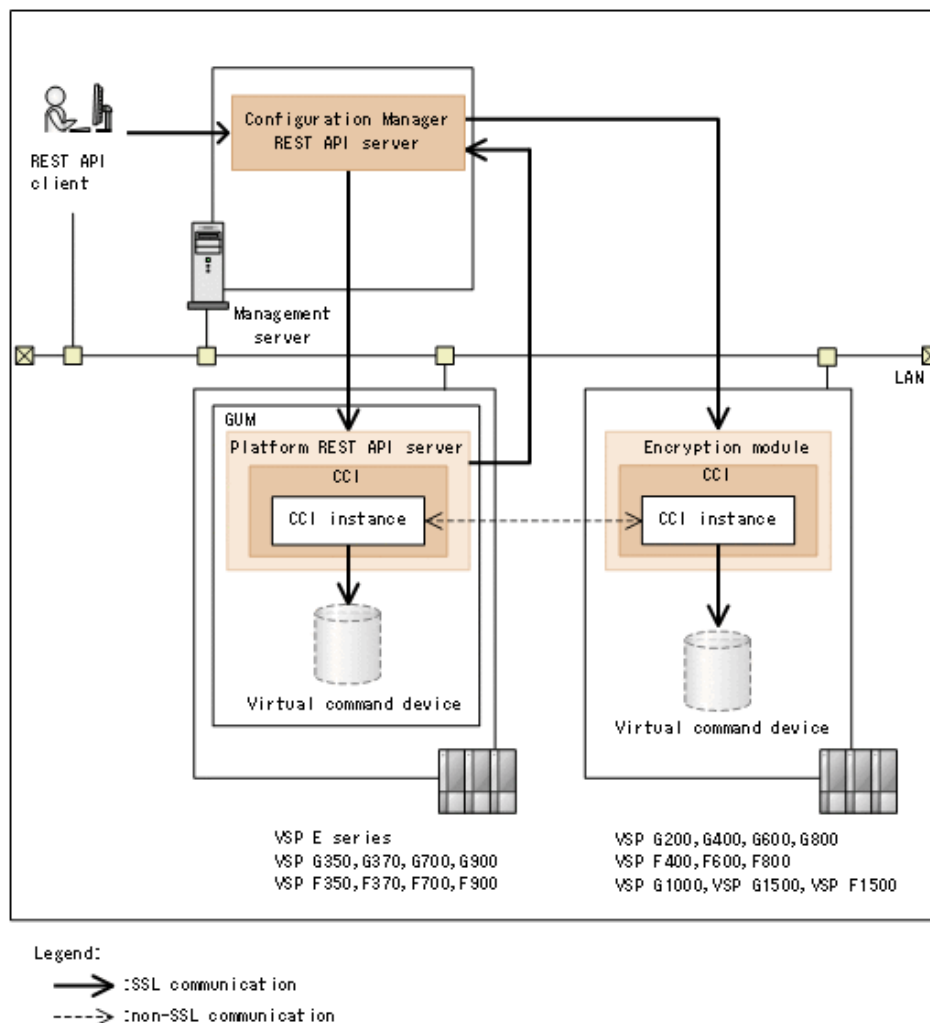 Configuration Manager
REST API server
REST API
client
Management
server
LAN
GUM
Platform REST API server
CCI
CCI instance
Virtual command device
Encryption module
CCI
CCI instance
Virtual command device
VSP E series
VSP G350,G370,G700,G900
VSP F350,F370,F700,F900
VSP G200,G400,G600,G800
VSP F400,F600,F800
VSP G1000,VSP G1500,VSP F1500
Legend:
:SSL communication
:non-SSL communication